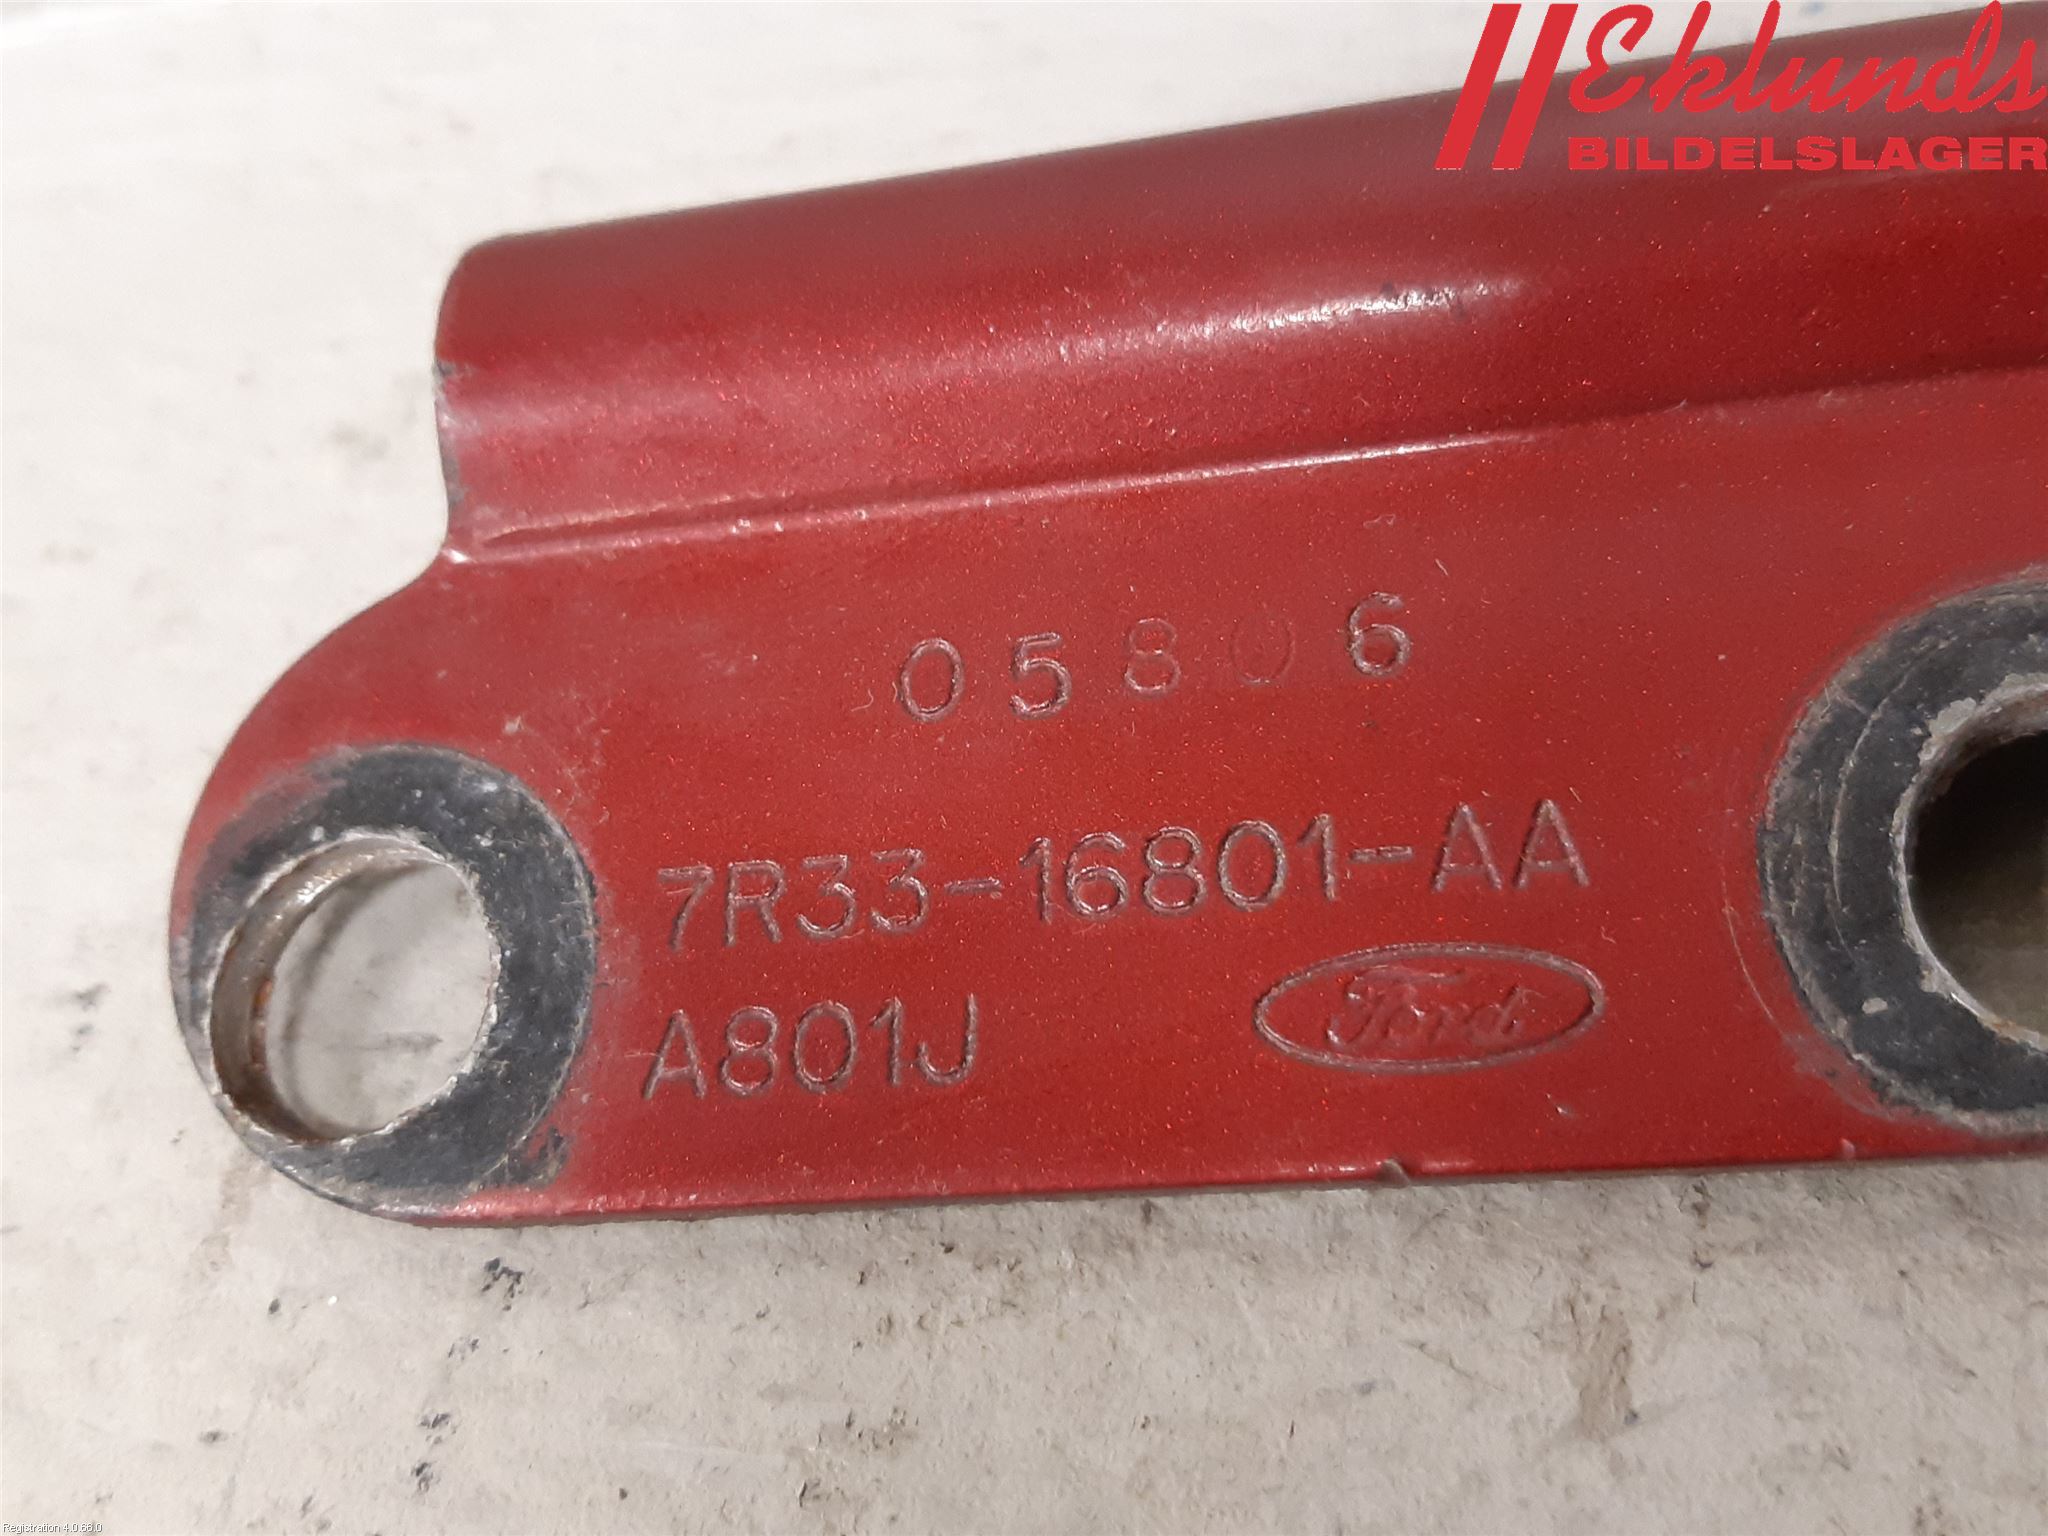 Eklunds
BILDELSLAGER
05806
7R33-16801-AA
A801J
Ford
Registration 4.0.68.0